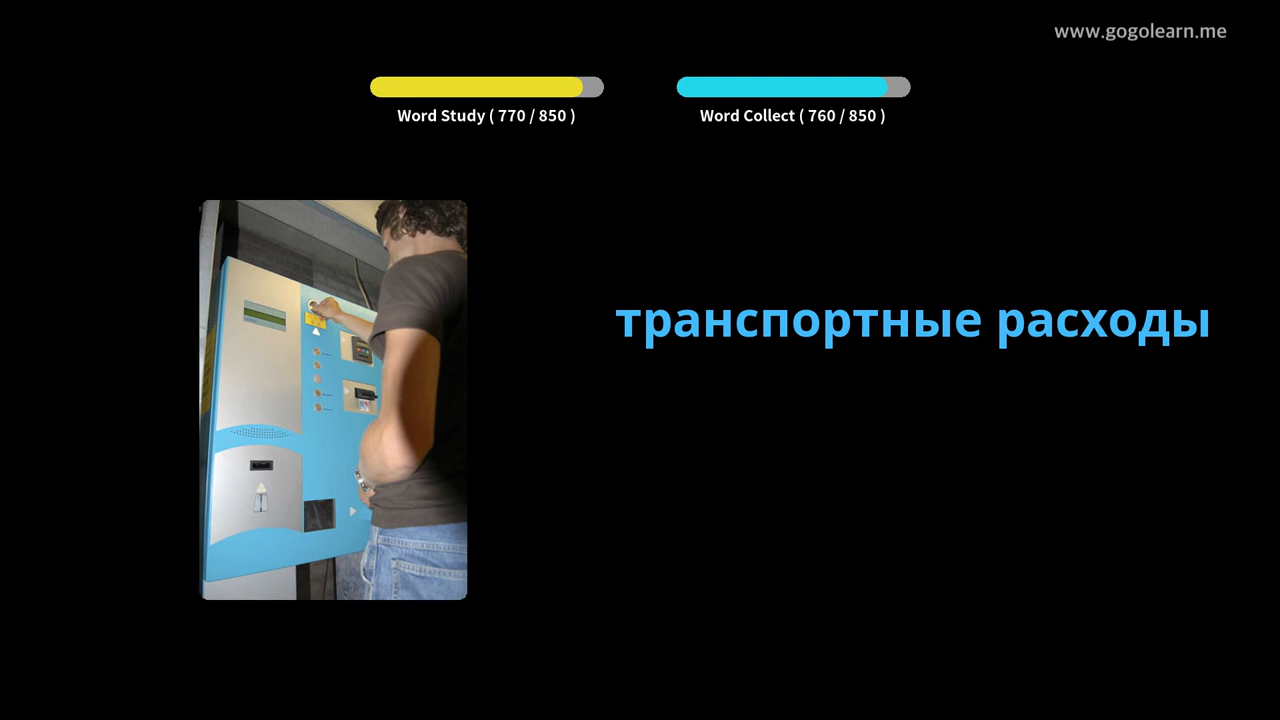 www.gogolearn.me
Word Study ( 770 / 850 )
Word Collect ( 760 / 850 )
транспортные расходы